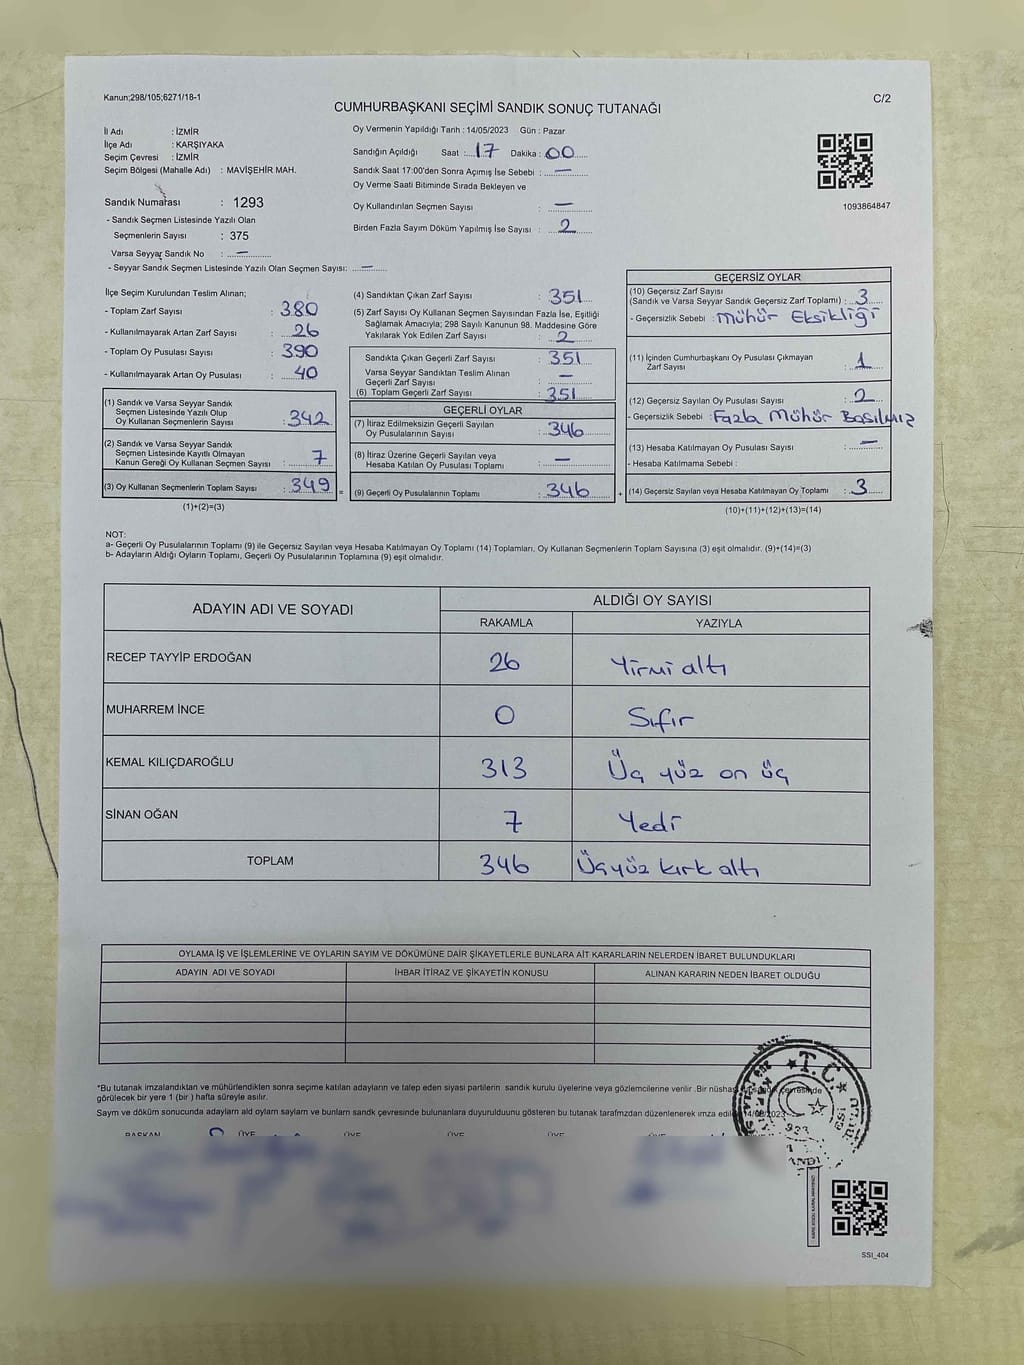 Kanun;298/105;6271/18-1
C/2
CUMHURBAŞKANI SEÇİMİ SANDIK SONUÇ TUTANAĞI
İl Adı : İZMİR
İlçe Adı : KARŞIYAKA
Seçim Çevresi : İZMİR
Seçim Bölgesi (Mahalle Adı) : MAVİŞEHİR MAH.
Sandık Numarası : 1293
- Sandık Seçmen Listesinde Yazılı Olan
Seçmenlerin Sayısı : 375
Varsa Seyyar Sandık No : —
- Seyyar Sandık Seçmen Listesinde Yazılı Olan Seçmen Sayısı: —
Oy Vermenin Yapıldığı Tarih : 14/05/2023 Gün : Pazar
Sandığın Açıldığı Saat : 17 Dakika : 00
Sandık Saat 17:00'den Sonra Açımış İse Sebebi : —
Oy Verme Saati Bitiminde Sırada Bekleyen ve
Oy Kullandırılan Seçmen Sayısı : —
Birden Fazla Sayım Döküm Yapılmış İse Sayısı : 2
1093864847
İlçe Seçim Kurulundan Teslim Alınan;
- Toplam Zarf Sayısı : 380
- Kullanılmayarak Artan Zarf Sayısı : 26
- Toplam Oy Pusulası Sayısı : 390
- Kullanılmayarak Artan Oy Pusulası : 40
(1) Sandık ve Varsa Seyyar Sandık
Seçmen Listesinde Yazılı Olup
Oy Kullanan Seçmenlerin Sayısı : 342
(2) Sandık ve Varsa Seyyar Sandık
Seçmen Listesinde Kayıtlı Olmayan
Kanun Gereği Oy Kullanan Seçmen Sayısı : 7
(3) Oy Kullanan Seçmenlerin Toplam Sayısı : 349 =
(1)+(2)=(3)
(4) Sandıktan Çıkan Zarf Sayısı : 351
(5) Zarf Sayısı Oy Kullanan Seçmen Sayısından Fazla İse, Eşitliği
Sağlamak Amacıyla; 298 Sayılı Kanunun 98. Maddesine Göre
Yakılarak Yok Edilen Zarf Sayısı : 2
Sandıkta Çıkan Geçerli Zarf Sayısı : 351
Varsa Seyyar Sandıktan Teslim Alınan
Geçerli Zarf Sayısı : —
(6) Toplam Geçerli Zarf Sayısı : 351
GEÇERLİ OYLAR
(7) İtiraz Edilmeksizin Geçerli Sayılan
Oy Pusulalarının Sayısı : 346
(8) İtiraz Üzerine Geçerli Sayılan veya
Hesaba Katılan Oy Pusulası Toplamı : —
(9) Geçerli Oy Pusulalarının Toplamı : 346 +
GEÇERSİZ OYLAR
(10) Geçersiz Zarf Sayısı
(Sandık ve Varsa Seyyar Sandık Geçersiz Zarf Toplamı) : 3
- Geçersizlik Sebebi : Mühür Eksikliği
(11) İçinden Cumhurbaşkanı Oy Pusulası Çıkmayan
Zarf Sayısı : 1
(12) Geçersiz Sayılan Oy Pusulası Sayısı : 2
- Geçersizlik Sebebi : Fazla Mühür Basılmış
(13) Hesaba Katılmayan Oy Pusulası Sayısı : —
- Hesaba Katılmama Sebebi :
(14) Geçersiz Sayılan veya Hesaba Katılmayan Oy Toplamı : 3
(10)+(11)+(12)+(13)=(14)
NOT:
a- Geçerli Oy Pusulalarının Toplamı (9) ile Geçersiz Sayılan veya Hesaba Katılmayan Oy Toplamı (14) Toplamları, Oy Kullanan Seçmenlerin Toplam Sayısına (3) eşit olmalıdır. (9)+(14)=(3)
b- Adayların Aldığı Oyların Toplamı, Geçerli Oy Pusulalarının Toplamına (9) eşit olmalıdır.
ADAYIN ADI VE SOYADI
ALDIĞI OY SAYISI
RAKAMLA YAZIYLA
RECEP TAYYİP ERDOĞAN 26 Yirmi altı
MUHARREM İNCE 0 Sıfır
KEMAL KILIÇDAROĞLU 313 Üç yüz on üç
SİNAN OĞAN 7 Yedi
TOPLAM 346 Üçyüz kırk altı
OYLAMA İŞ VE İŞLEMLERİNE VE OYLARIN SAYIM VE DÖKÜMÜNE DAİR ŞİKAYETLERLE BUNLARA AİT KARARLARIN NELERDEN İBARET BULUNDUKLARI
ADAYIN ADI VE SOYADI İHBAR İTİRAZ VE ŞİKAYETİN KONUSU ALINAN KARARIN NEDEN İBARET OLDUĞU
*Bu tutanak imzalandıktan ve mühürlendikten sonra seçime katılan adayların ve talep eden siyasi partilerin sandık kurulu üyelerine veya gözlemcilerine verilir .Bir nüshası çevresinde
görülecek bir yere 1 (bir ) hafta süreyle asılır.
Sayım ve döküm sonucunda adayların ald oyların sayların ve bunların sandk çevresinde bulunanlara duyurulduunu gösteren bu tutanak tarafmzdan düzenlenerek imza edil 14/05/2023
BAŞKAN ÜYE ÜYE ÜYE ÜYE ÜYE
T.C.
SSI_404